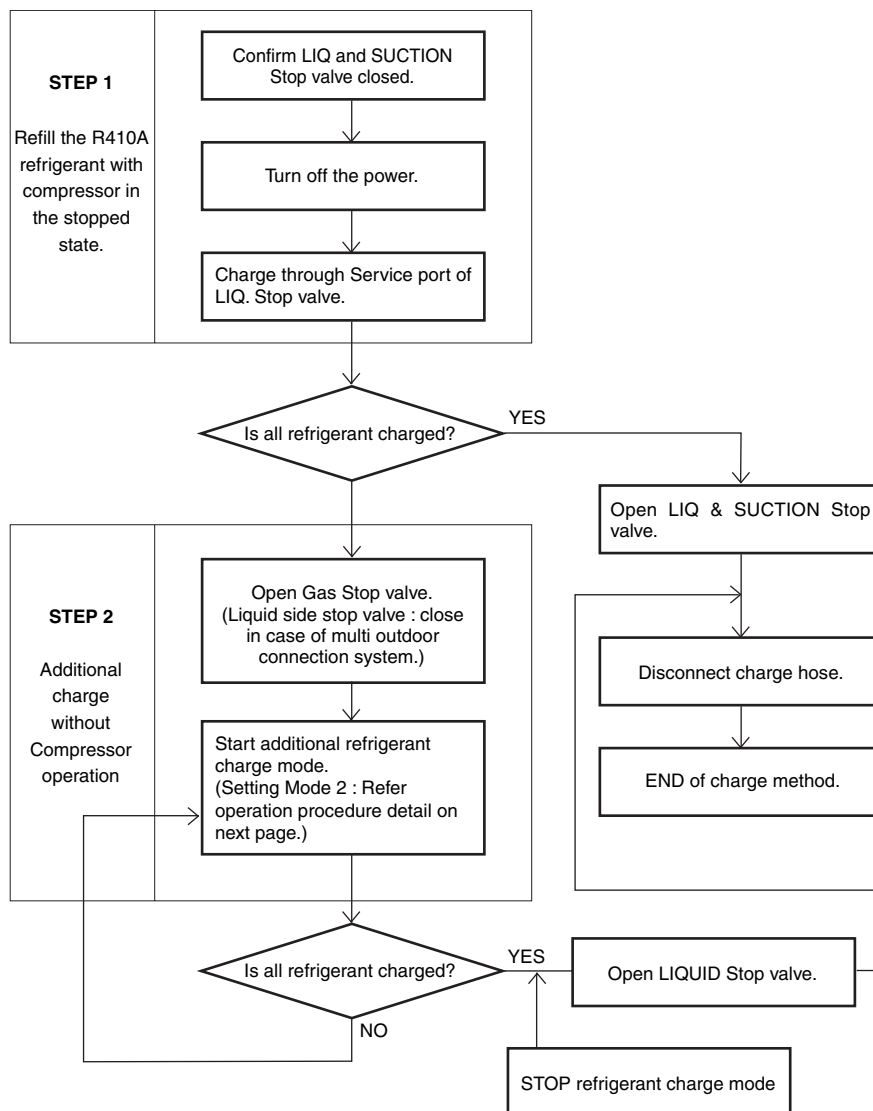 STEP 1
Refill the R410A
refrigerant with
compressor in
the stopped
state.
Confirm LIQ and SUCTION
Stop valve closed.
Turn off the power.
Charge through Service port of
LIQ. Stop valve.
Is all refrigerant charged?
YES
Open LIQ & SUCTION Stop
valve.
Disconnect charge hose.
END of charge method.
STEP 2
Additional
charge
without
Compressor
operation
Open Gas Stop valve.
(Liquid side stop valve : close
in case of multi outdoor
connection system.)
Start additional refrigerant
charge mode.
(Setting Mode 2 : Refer
operation procedure detail on
next page.)
Is all refrigerant charged?
YES
NO
Open LIQUID Stop valve.
STOP refrigerant charge mode